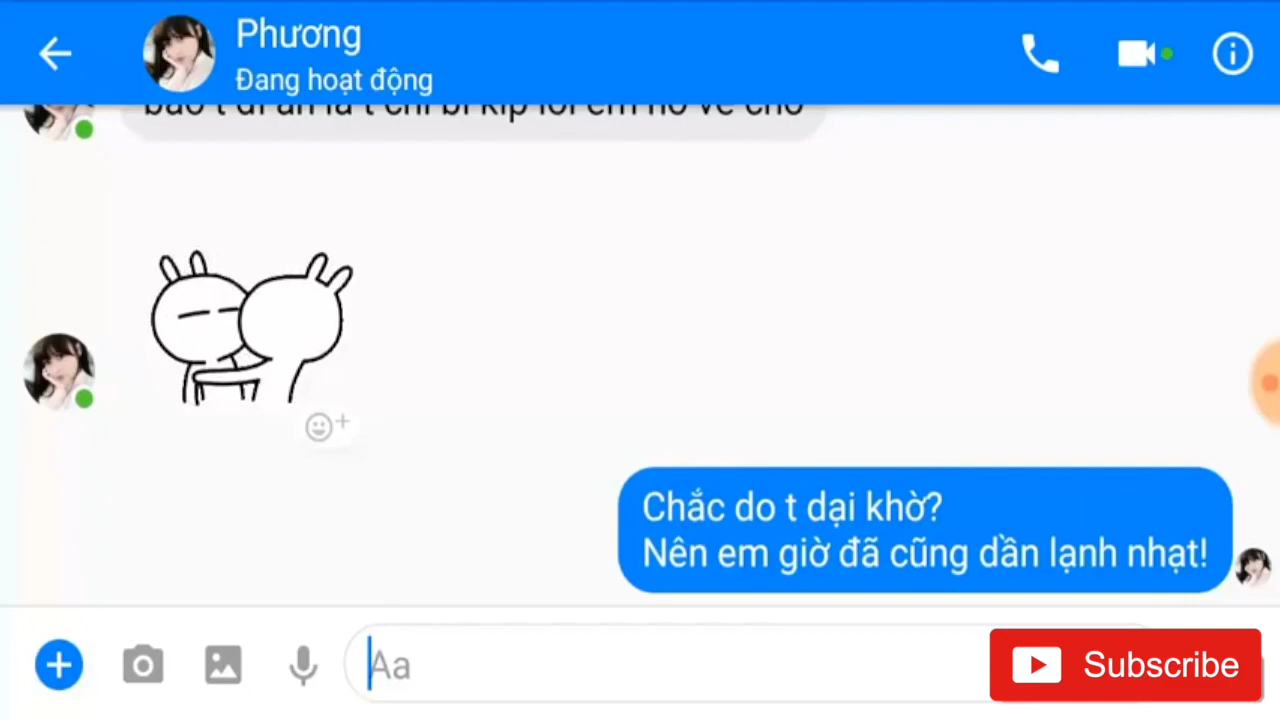 Phương
Đang hoạt động
Chắc do t dại khờ?
Nên em giờ đã cũng dần lạnh nhạt!
Aa
Subscribe